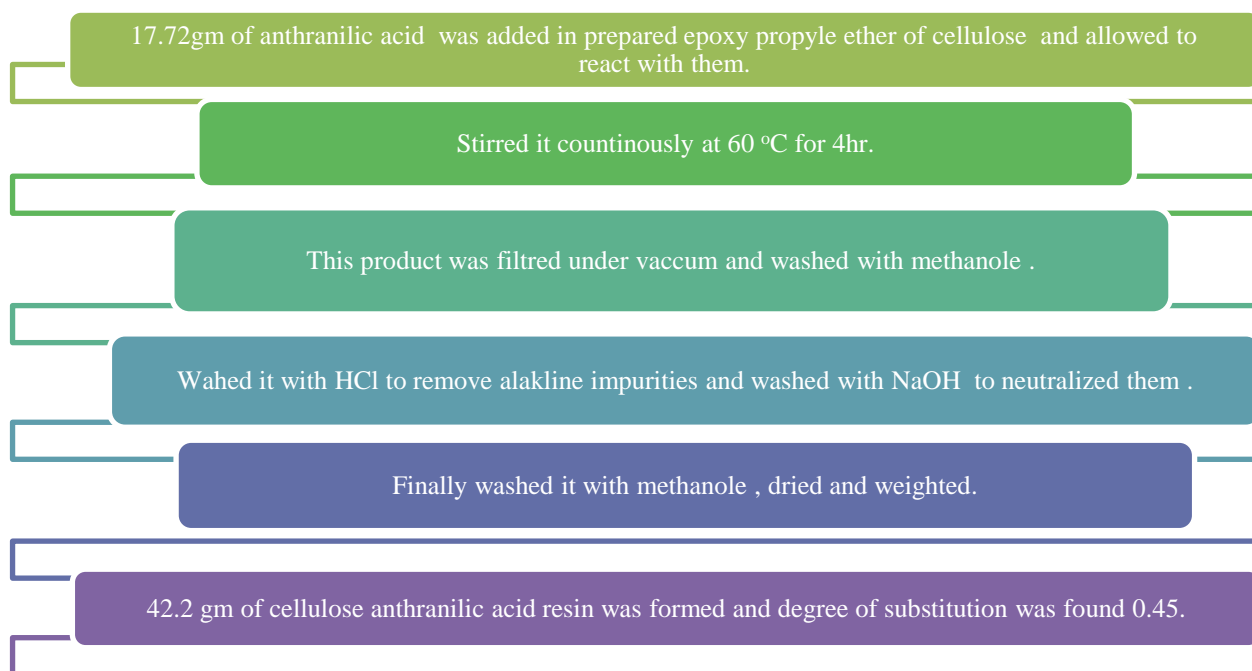 17.72gm of anthranilic acid was added in prepared epoxy propyle ether of cellulose and allowed to
react with them.
Stirred it countinously at 60 ᵒC for 4hr.
This product was filtred under vaccum and washed with methanole .
Wahed it with HCl to remove alakline impurities and washed with NaOH to neutralized them .
Finally washed it with methanole , dried and weighted.
42.2 gm of cellulose anthranilic acid resin was formed and degree of substitution was found 0.45.